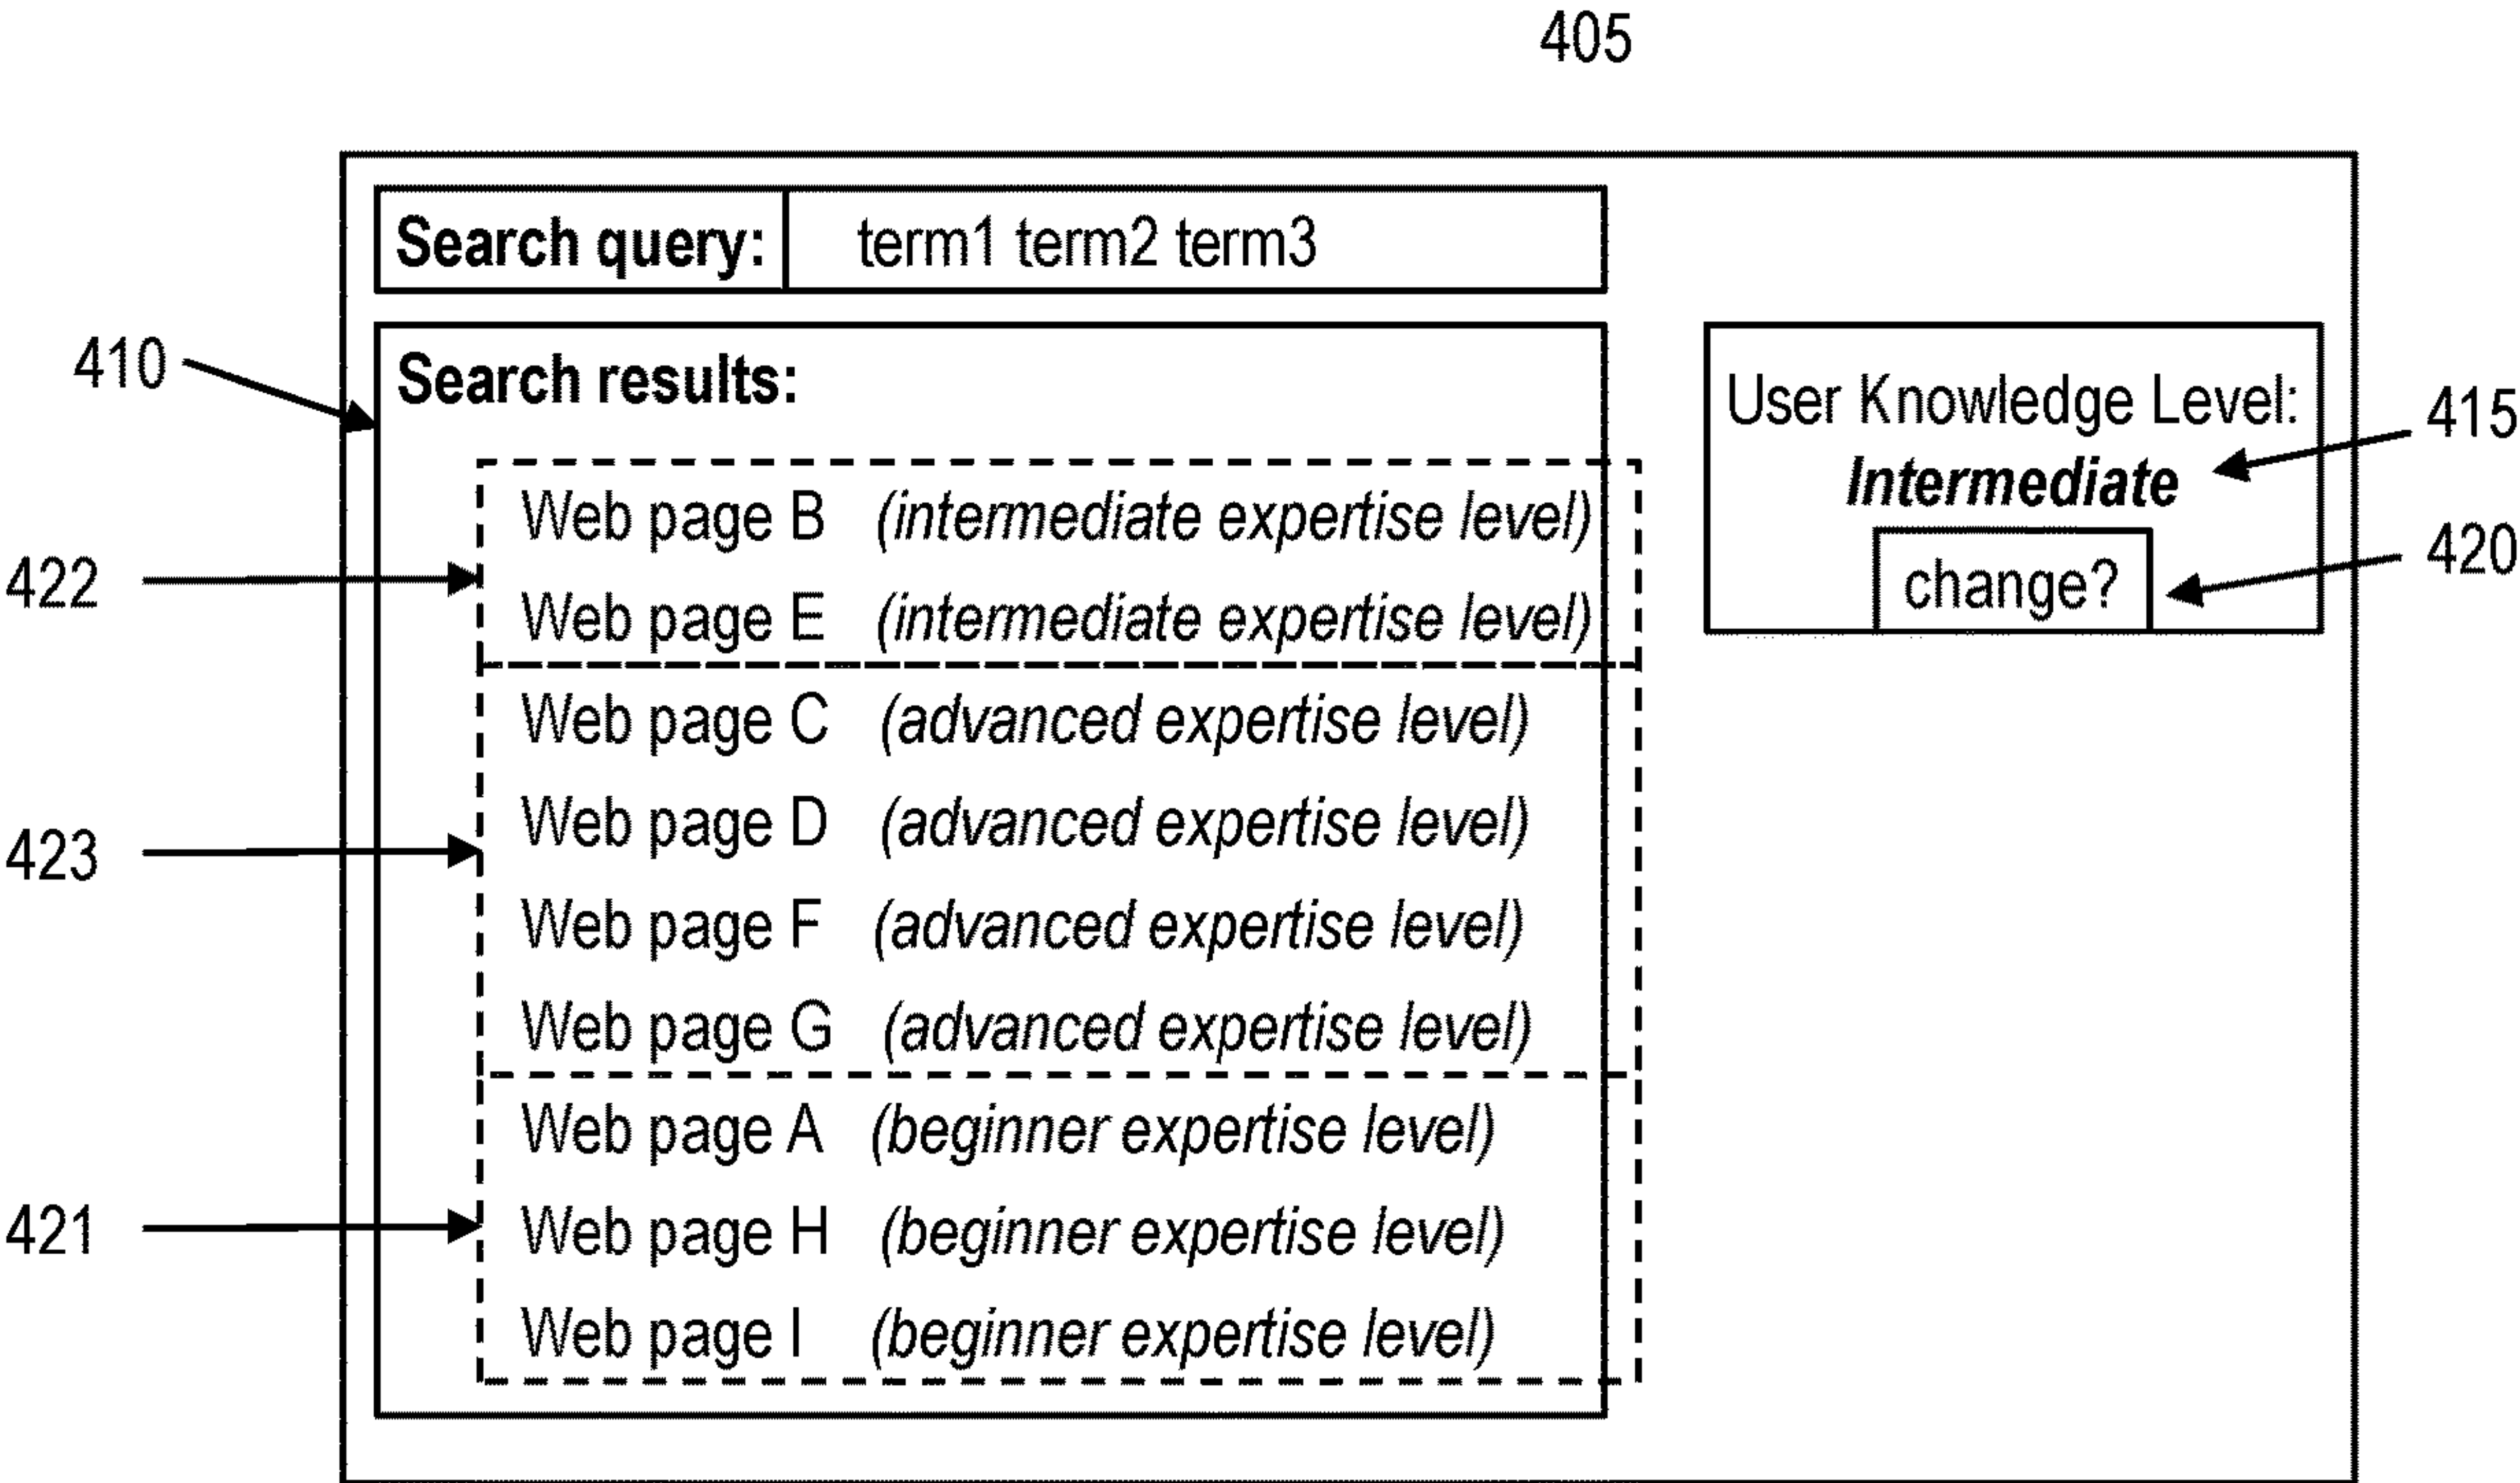 405
Search query: term1 term2 term3
410
Search results:
User Knowledge Level:
Intermediate
change?
415
420
Web page B (intermediate expertise level)
Web page E (intermediate expertise level)
422
Web page C (advanced expertise level)
Web page D (advanced expertise level)
Web page F (advanced expertise level)
Web page G (advanced expertise level)
423
Web page A (beginner expertise level)
Web page H (beginner expertise level)
Web page I (beginner expertise level)
421